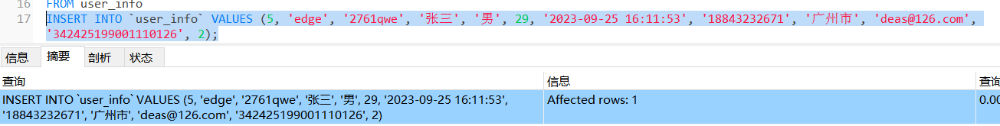 16 FROM user_info
17 INSERT INTO `user_info` VALUES (5, 'edge', '2761qwe', '张三', '男', 29, '2023-09-25 16:11:53', '18843232671', '广州市', 'deas@126.com',
'342425199001110126', 2);
信息 摘要 剖析 状态
查询 信息 查询
INSERT INTO `user_info` VALUES (5, 'edge', '2761qwe', '张三', '男', 29, '2023-09-25 16:11:53', Affected rows: 1 0.00
'18843232671', '广州市', 'deas@126.com', '342425199001110126', 2)